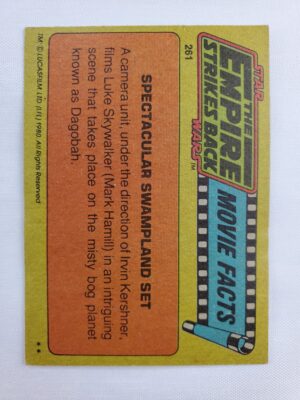 STAR
THE
EMPIRE
STRIKES BACK
WARS™
MOVIE FACTS
261
SPECTACULAR SWAMPLAND SET
A camera unit, under the direction of Irvin Kershner,
films Luke Skywalker (Mark Hamill) in an intriguing
scene that takes place on the misty bog planet
known as Dagobah.
TM: © LUCASFILM LTD. (LFL) 1980. All Rights Reserved
**